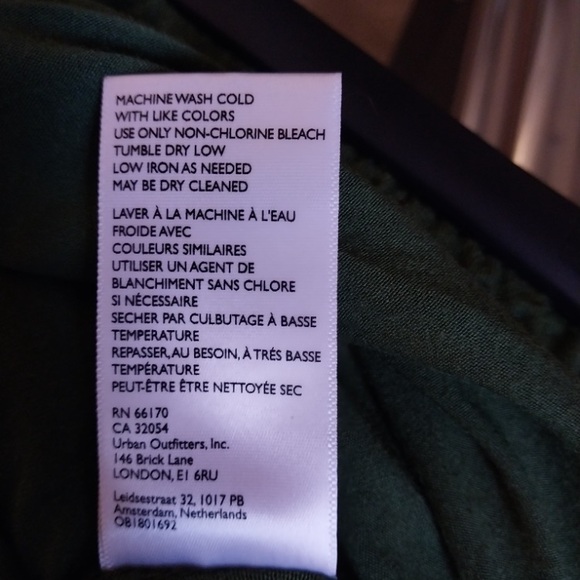 MACHINE WASH COLD
WITH LIKE COLORS
USE ONLY NON-CHLORINE BLEACH
TUMBLE DRY LOW
LOW IRON AS NEEDED
MAY BE DRY CLEANED
LAVER À LA MACHINE À L'EAU
FROIDE AVEC
COULEURS SIMILAIRES
UTILISER UN AGENT DE
BLANCHIMENT SANS CHLORE
SI NÉCESSAIRE
SECHER PAR CULBUTAGE À BASSE
TEMPERATURE
REPASSER, AU BESOIN, À TRÉS BASSE
TEMPÉRATURE
PEUT-ÊTRE ÊTRE NETTOYÉE SEC
RN 66170
CA 32054
Urban Outfitters, Inc.
146 Brick Lane
LONDON, E1 6RU
Leidsestraat 32, 1017 PB
Amsterdam, Netherlands
OB1801692